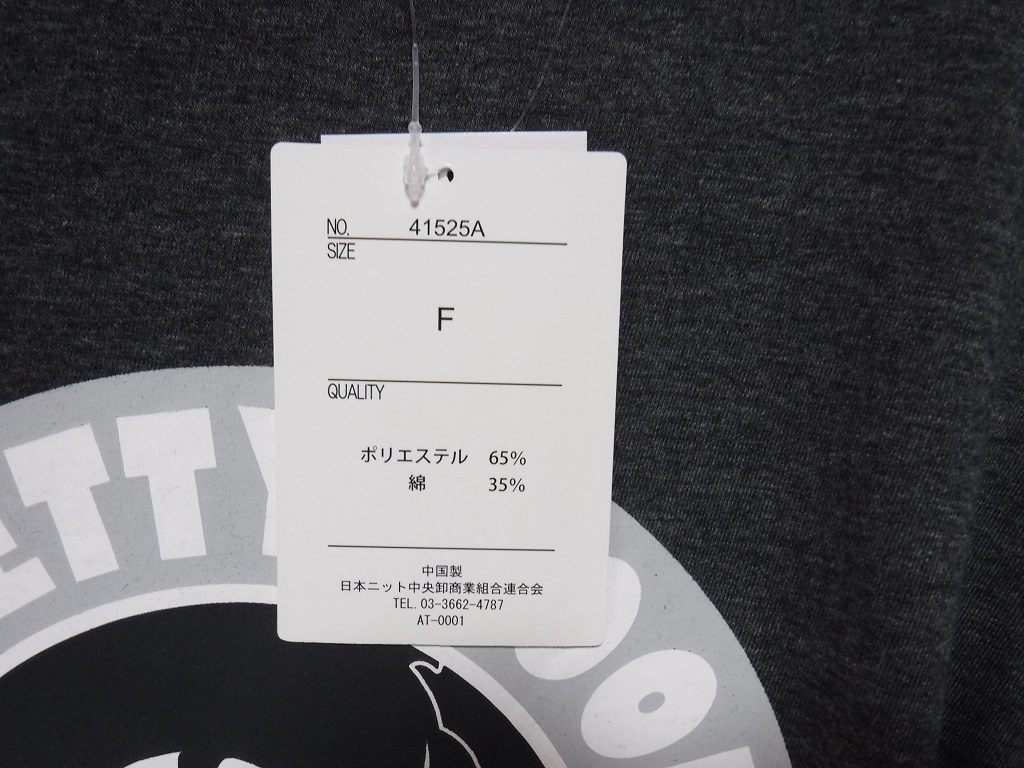 NO. 41525A
SIZE
F
QUALITY
ポリエステル 65%
綿 35%
中国製
日本ニット中央卸商業組合連合会
TEL. 03-3662-4787
AT-0001